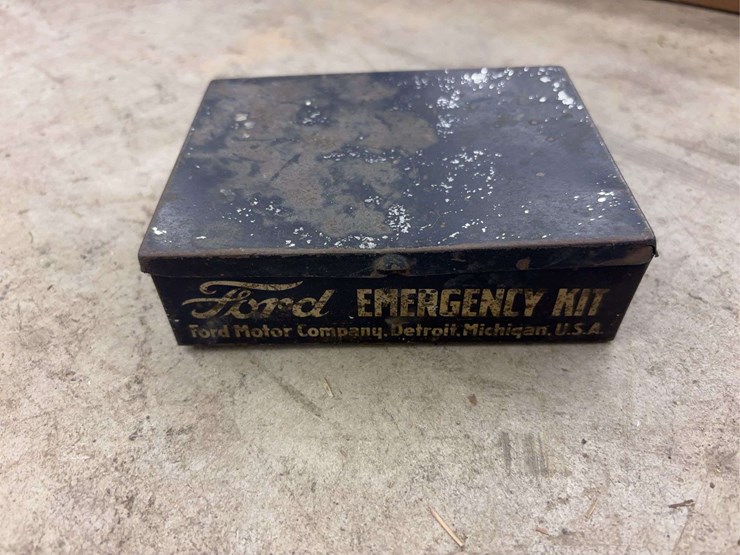 Ford EMERGENCY KIT
Ford Motor Company, Detroit, Michigan, U.S.A.